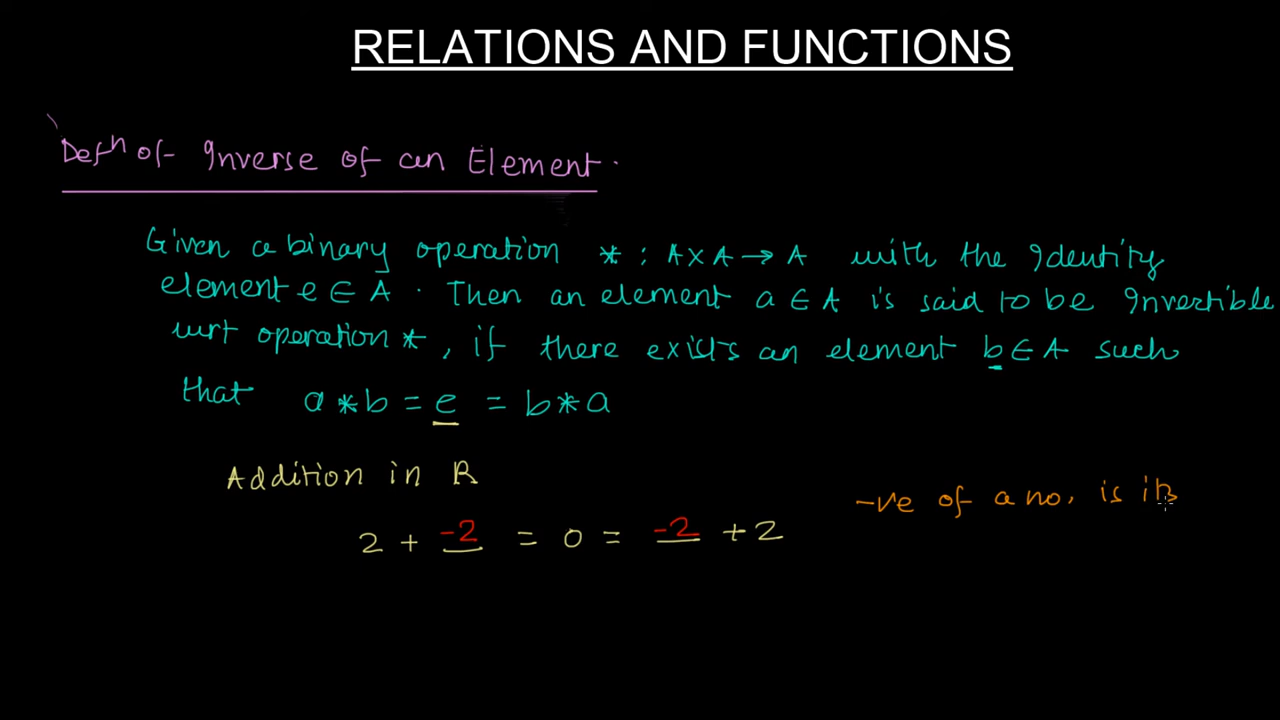 RELATIONS AND FUNCTIONS
Defⁿ of Inverse of an Element.
Given a binary operation * : A×A → A with the Identity
element e ∈ A. Then an element a ∈ A is said to be Invertible
wrt operation *, if there exists an element b ∈ A such
that a * b = e = b * a
Addition in R
-ve of a no. is its
2 + -2 = 0 = -2 + 2